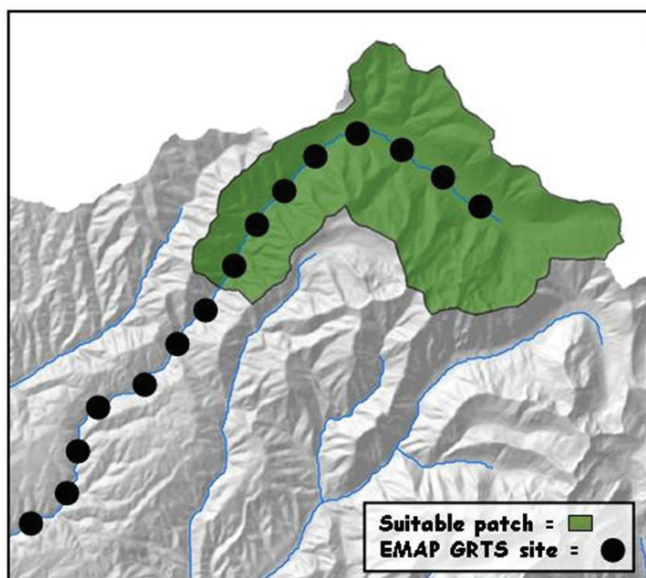 Suitable patch =
EMAP GRTS site =